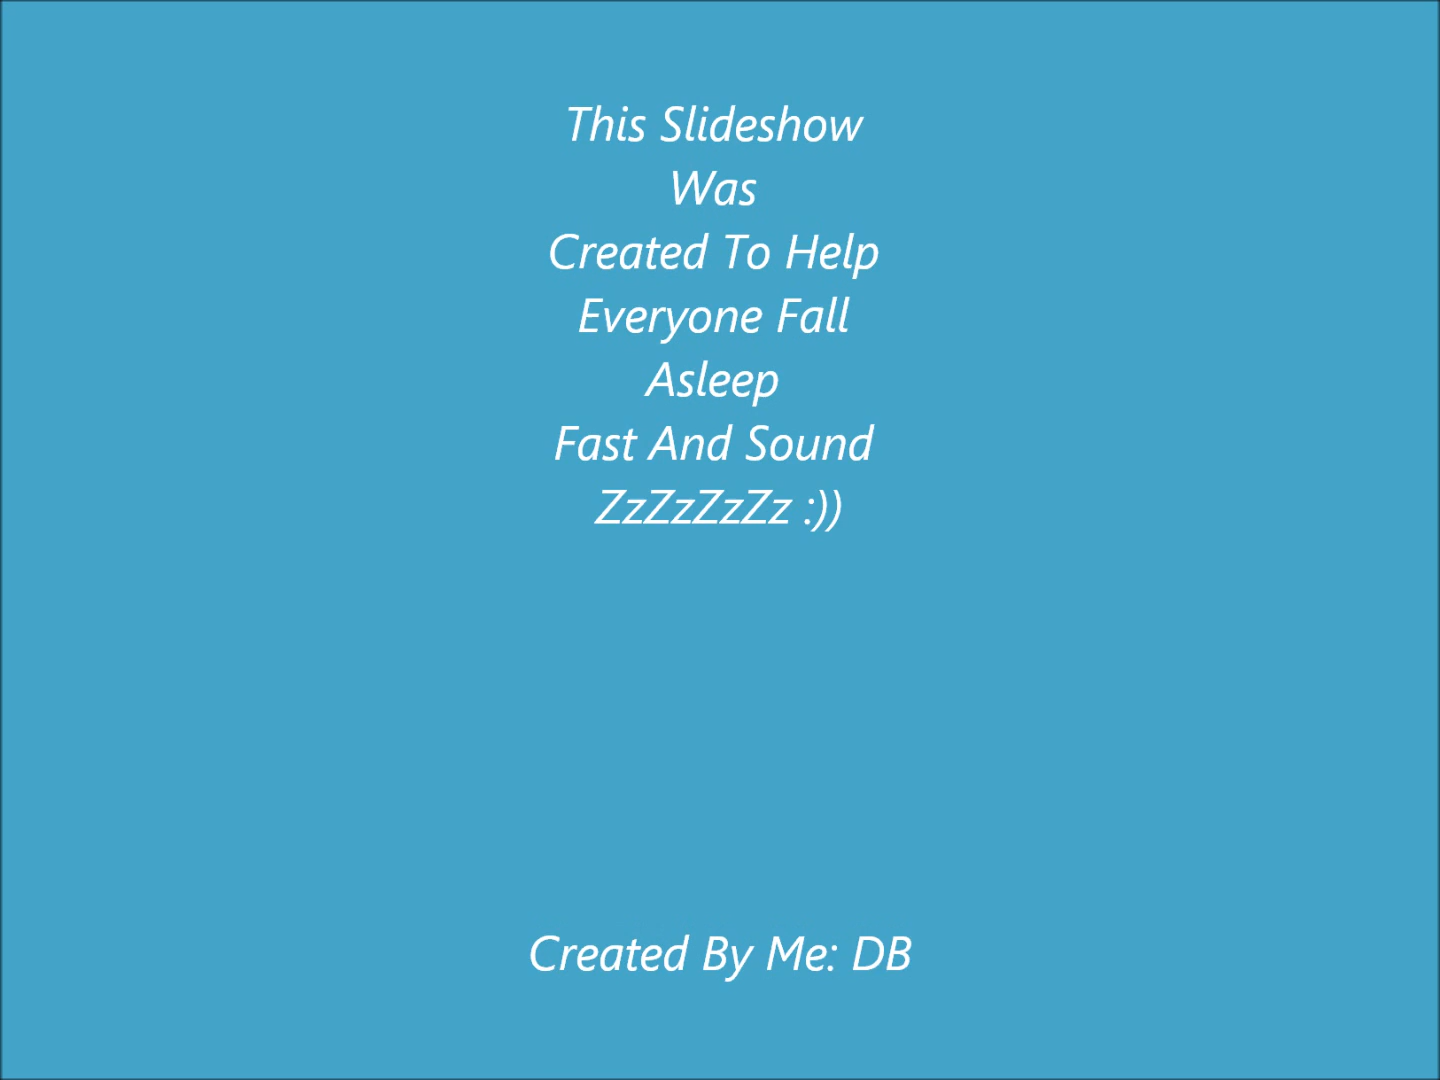 This Slideshow
Was
Created To Help
Everyone Fall
Asleep
Fast And Sound
ZzZzZzZz :))
Created By Me: DB